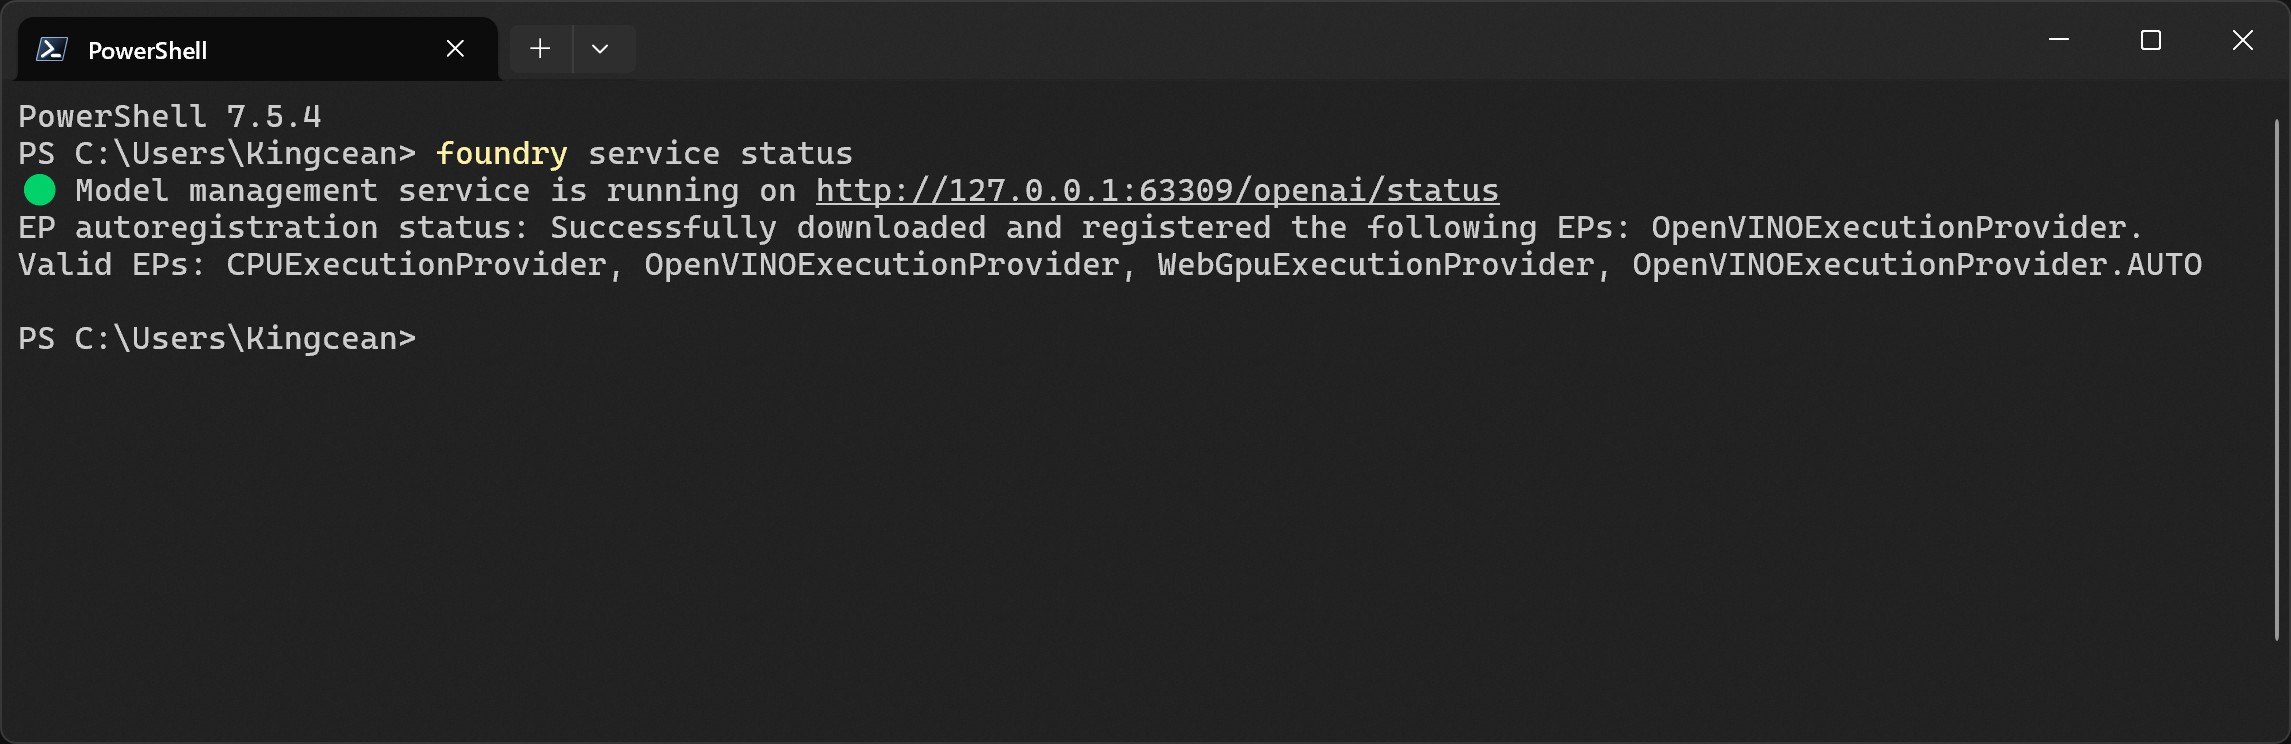 PowerShell
PowerShell 7.5.4
PS C:\Users\Kingcean> foundry service status
Model management service is running on http://127.0.0.1:63309/openai/status
EP autoregistration status: Successfully downloaded and registered the following EPs: OpenVINOExecutionProvider.
Valid EPs: CPUExecutionProvider, OpenVINOExecutionProvider, WebGpuExecutionProvider, OpenVINOExecutionProvider.AUTO
PS C:\Users\Kingcean>